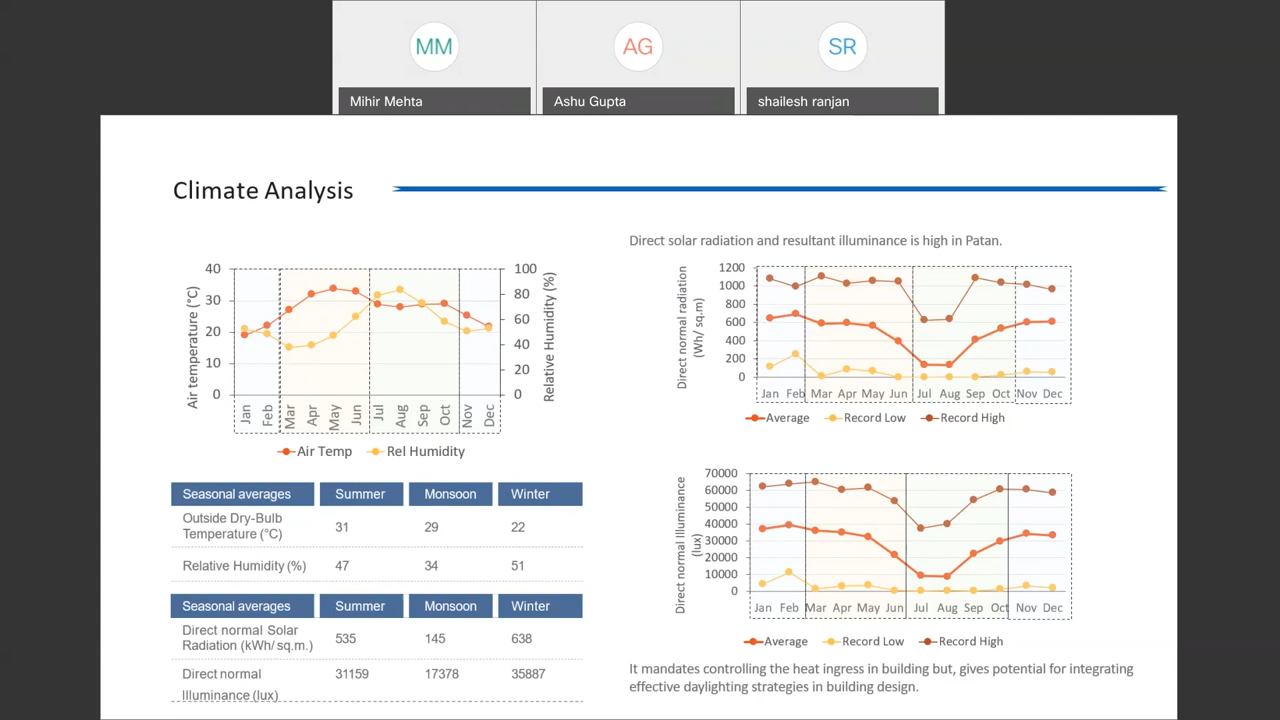 MM
AG
SR
Mihir Mehta
Ashu Gupta
shailesh ranjan
Climate Analysis
40
30
20
10
0
Air temperature (°C)
100
80
60
40
20
0
Relative Humidity (%)
Jan Feb Mar Apr May Jun Jul Aug Sep Oct Nov Dec
Air Temp Rel Humidity
Seasonal averages Summer Monsoon Winter
Outside Dry-Bulb
Temperature (°C) 31 29 22
Relative Humidity (%) 47 34 51
Seasonal averages Summer Monsoon Winter
Direct normal Solar
Radiation (kWh/ sq.m.) 535 145 638
Direct normal 31159 17378 35887
Illuminance (lux)
Direct solar radiation and resultant illuminance is high in Patan.
Direct normal radiation
(Wh/ sq.m)
1200
1000
800
600
400
200
0
Jan Feb Mar Apr May Jun Jul Aug Sep Oct Nov Dec
Average Record Low Record High
Direct normal Illuminance
(lux)
70000
60000
50000
40000
30000
20000
10000
0
Jan Feb Mar Apr May Jun Jul Aug Sep Oct Nov Dec
Average Record Low Record High
It mandates controlling the heat ingress in building but, gives potential for integrating
effective daylighting strategies in building design.